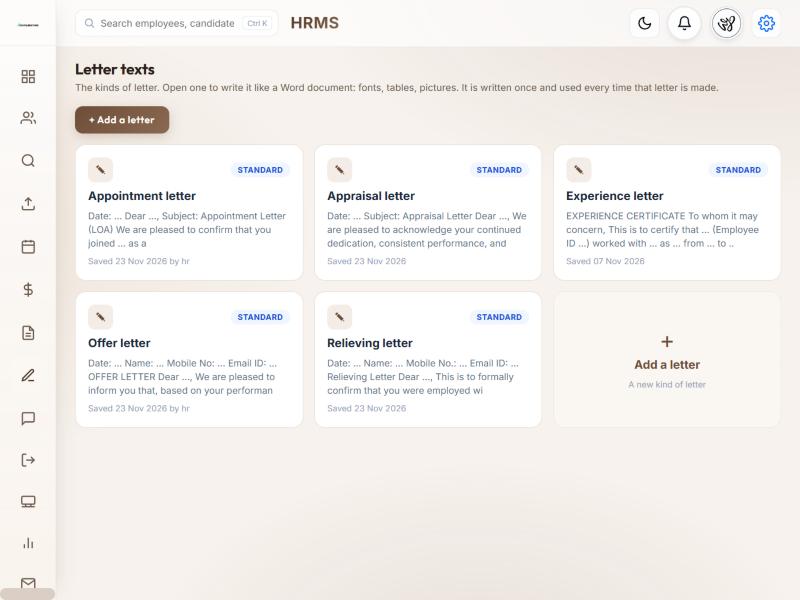 Search employees, candidate
Ctrl K
HRMS
Letter texts
The kinds of letter. Open one to write it like a Word document: fonts, tables, pictures. It is written once and used every time that letter is made.
+ Add a letter
STANDARD
Appointment letter
Date: ... Dear ..., Subject: Appointment Letter
(LOA) We are pleased to confirm that you
joined ... as a
Saved 23 Nov 2026 by hr
STANDARD
Appraisal letter
Date: ... Subject: Appraisal Letter Dear ..., We
are pleased to acknowledge your continued
dedication, consistent performance, and
Saved 23 Nov 2026
STANDARD
Experience letter
EXPERIENCE CERTIFICATE To whom it may
concern, This is to certify that ... (Employee
ID ...) worked with ... as ... from ... to ..
Saved 07 Nov 2026
STANDARD
Offer letter
Date: ... Name: ... Mobile No: ... Email ID: ...
OFFER LETTER Dear ..., We are pleased to
inform you that, based on your performan
Saved 23 Nov 2026 by hr
STANDARD
Relieving letter
Date: ... Name: ... Mobile No.: ... Email ID: ...
Relieving Letter Dear ..., This is to formally
confirm that you were employed wi
Saved 23 Nov 2026
+
Add a letter
A new kind of letter